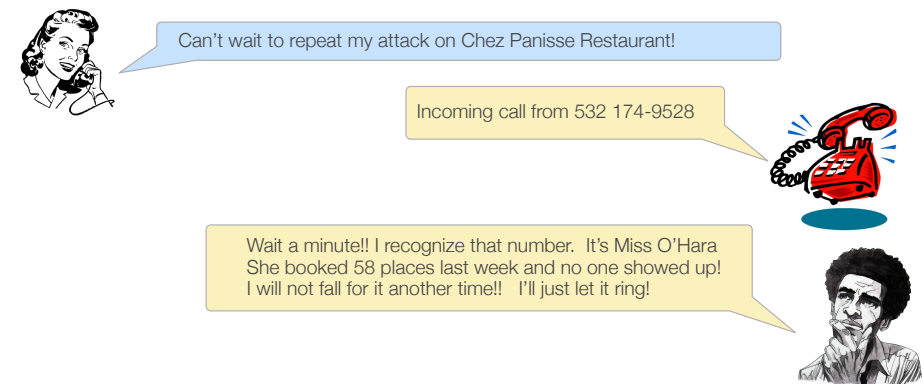 Can’t wait to repeat my attack on Chez Panisse Restaurant!
Incoming call from 532 174-9528
Wait a minute!! I recognize that number.  It’s Miss O’Hara
She booked 58 places last week and no one showed up!
I will not fall for it another time!!   I’ll just let it ring!